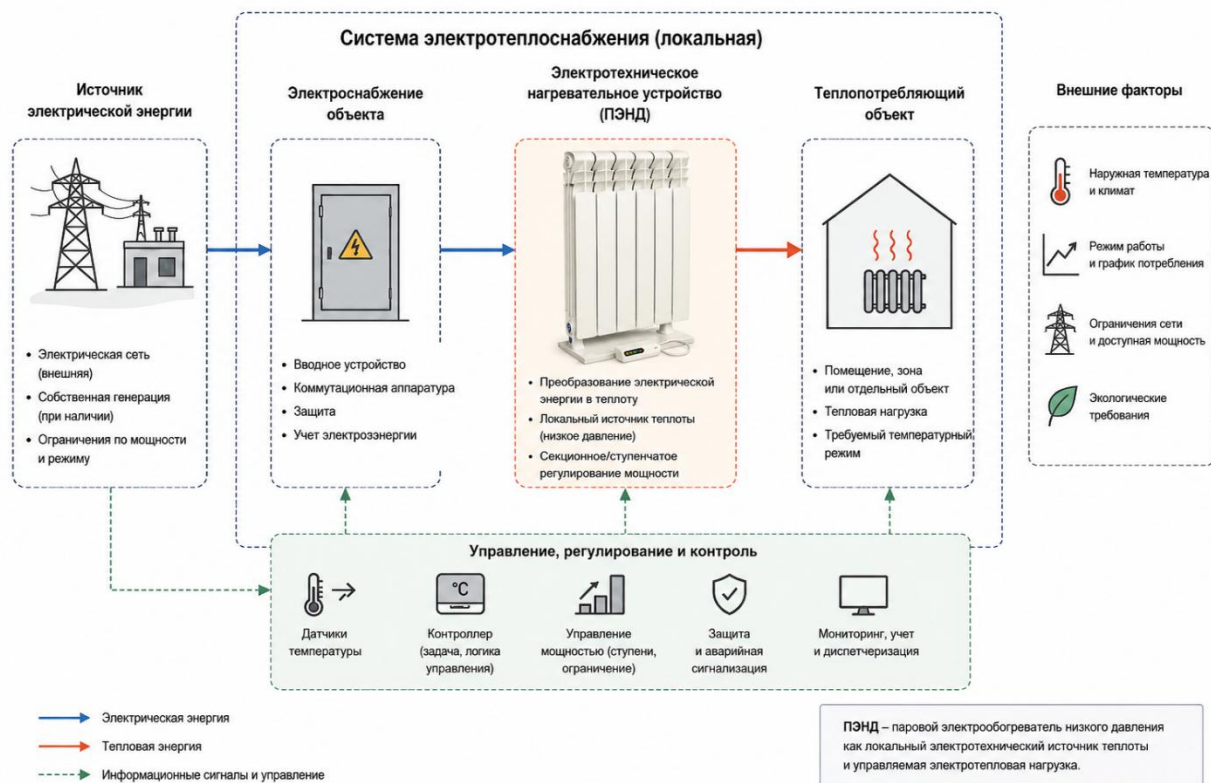 Система электротеплоснабжения (локальная)
Источник
электрической энергии
Электроснабжение
объекта
Электротехническое
нагревательное устройство
(ПЭНД)
Теплопотребляющий
объект
Внешние факторы
• Электрическая сеть
(внешняя)
• Собственная генерация
(при наличии)
• Ограничения по мощности
и режиму
• Вводное устройство
• Коммутационная аппаратура
• Защита
• Учет электроэнергии
• Преобразование электрической
энергии в теплоту
• Локальный источник теплоты
(низкое давление)
• Секционное/ступенчатое
регулирование мощности
• Помещение, зона
или отдельный объект
• Тепловая нагрузка
• Требуемый температурный
режим
Наружная температура
и климат
Режим работы
и график потребления
Ограничения сети
и доступная мощность
Экологические
требования
Управление, регулирование и контроль
°C
Датчики
температуры
Контроллер
(задача, логика
управления)
Управление
мощностью (ступени,
ограничение)
Защита
и аварийная
сигнализация
Мониторинг, учет
и диспетчеризация
Электрическая энергия
Тепловая энергия
Информационные сигналы и управление
ПЭНД – паровой электрообогреватель низкого давления
как локальный электротехнический источник теплоты
и управляемая электротепловая нагрузка.